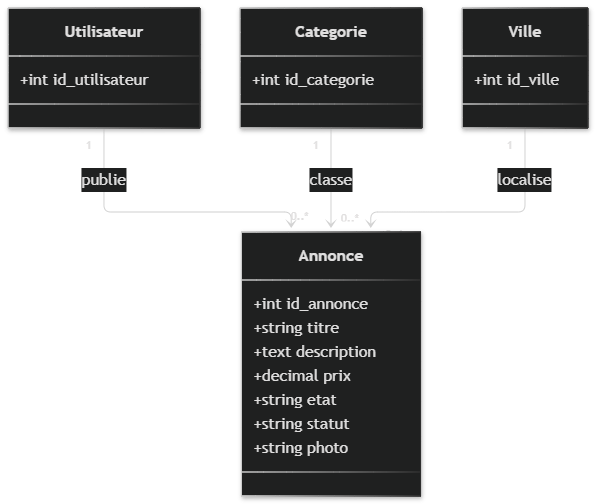 Utilisateur
+int id_utilisateur
Categorie
+int id_categorie
Ville
+int id_ville
1
1
1
publie
classe
localise
0..*
0..*
Annonce
+int id_annonce
+string titre
+text description
+decimal prix
+string etat
+string statut
+string photo